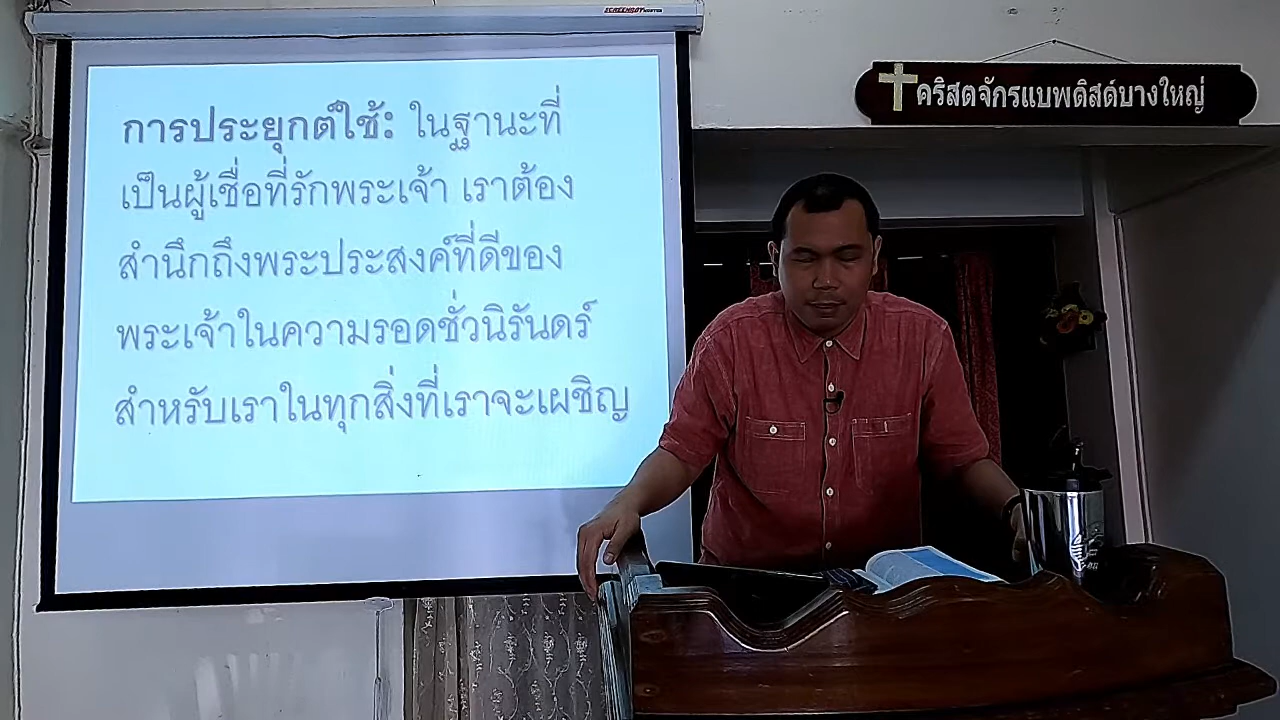 การประยุกต์ใช้: ในฐานะที่
เป็นผู้เชื่อที่รักพระเจ้า เราต้อง
สำนึกถึงพระประสงค์ที่ดีของ
พระเจ้าในความรอดชั่วนิรันดร์
สำหรับเราในทุกสิ่งที่เราจะเผชิญ
คริสตจักรแบพติสต์บางใหญ่